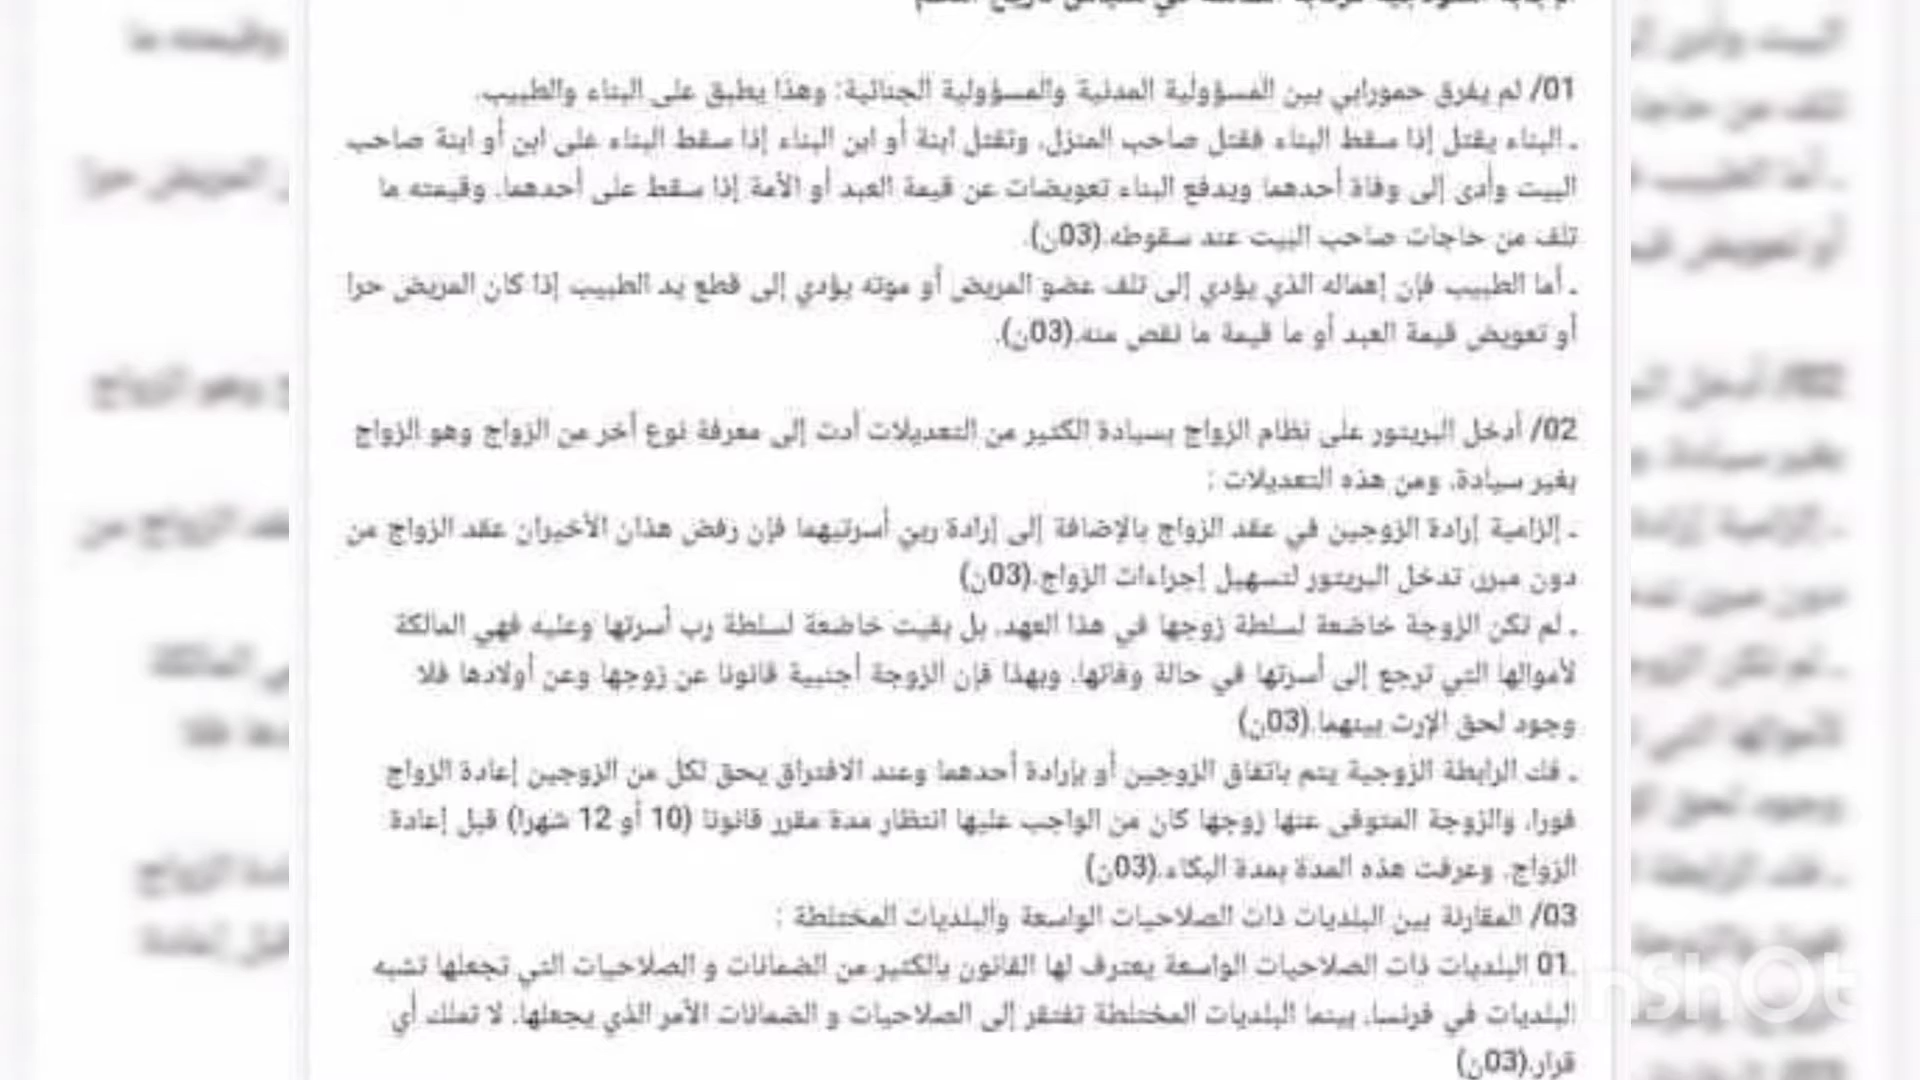 01/ لم يفرق حمورابي بين المسؤولية المدنية والمسؤولية الجنائية: وهذا يطبق على البناء والطبيب.
ـ البناء يقتل إذا سقط البناء فقتل صاحب المنزل، وتقتل ابنة أو ابن البناء إذا سقط البناء على ابن أو ابنة صاحب
البيت وأدى إلى وفاة أحدهما ويدفع البناء تعويضات عن قيمة العبد أو الأمة إذا سقط على أحدهما، وقيمته ما
تلف من حاجات صاحب البيت عند سقوطه.(03ن).
ـ أما الطبيب فإن إهماله الذي يؤدي إلى تلف عضو المريض أو موته يؤدي إلى قطع يد الطبيب إذا كان المريض حرا
أو تعويض قيمة العبد أو ما قيمة ما نقص منه.(03ن).
02/ أدخل البريتور على نظام الزواج بسيادة الكثير من التعديلات أدت إلى معرفة نوع أخر من الزواج وهو الزواج
بغير سيادة، ومن هذه التعديلات :
ـ إلزامية إرادة الزوجين في عقد الزواج بالإضافة إلى إرادة ربي أسرتيهما فإن رفض هذان الأخيران عقد الزواج من
دون مبرر، تدخل البريتور لتسهيل إجراءات الزواج.(03ن)
ـ لم تكن الزوجة خاضعة لسلطة زوجها في هذا العهد، بل بقيت خاضعة لسلطة رب أسرتها وعليه فهي المالكة
لأموالها التي ترجع إلى أسرتها في حالة وفاتها، وبهذا فإن الزوجة أجنبية قانونا عن زوجها وعن أولادها فلا
وجود لحق الإرث بينهما.(03ن)
ـ فك الرابطة الزوجية يتم باتفاق الزوجين أو بإرادة أحدهما وعند الافتراق يحق لكل من الزوجين إعادة الزواج
فورا، والزوجة المتوفى عنها زوجها كان من الواجب عليها انتظار مدة مقرر قانونا (10 أو 12 شهرا) قبل إعادة
الزواج، وعرفت هذه المدة بمدة البكاء.(03ن)
03/ المقارنة بين البلديات ذات الصلاحيات الواسعة والبلديات المختلطة :
01. البلديات ذات الصلاحيات الواسعة يعترف لها القانون بالكثير من الضمانات و الصلاحيات التي تجعلها تشبه
البلديات في فرنسا، بينما البلديات المختلطة تفتقر إلى الصلاحيات و الضمانات الأمر الذي يجعلها، لا تملك أي
قرار.(03ن)
nShOt